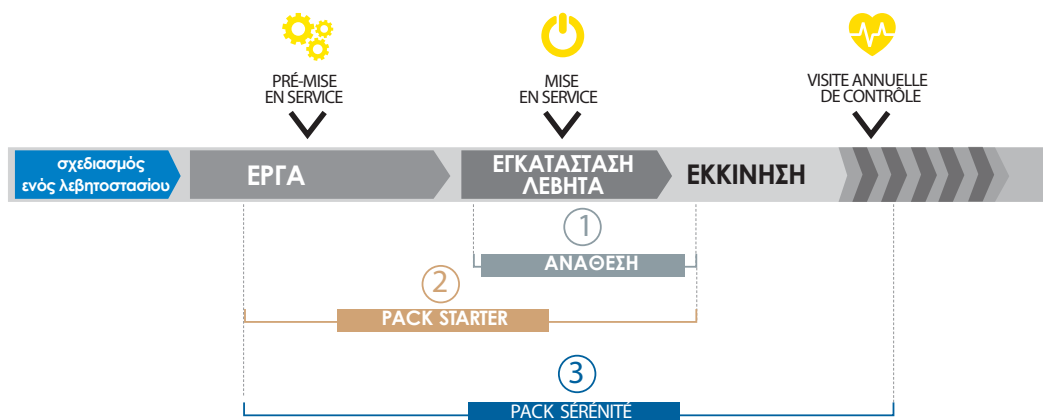 PRÉ-MISE
EN SERVICE
MISE
EN SERVICE
VISITE ANNUELLE
DE CONTRÔLE
σχεδιασμός
ενός λεβητοστασίου
ΕΡΓΑ
ΕΓΚΑΤΑΣΤΑΣΗ
ΛΕΒΗΤΑ
ΕΚΚΙΝΗΣΗ
1
ΑΝΑΘΕΣΗ
2
PACK STARTER
3
PACK SÉRÉNITÉ